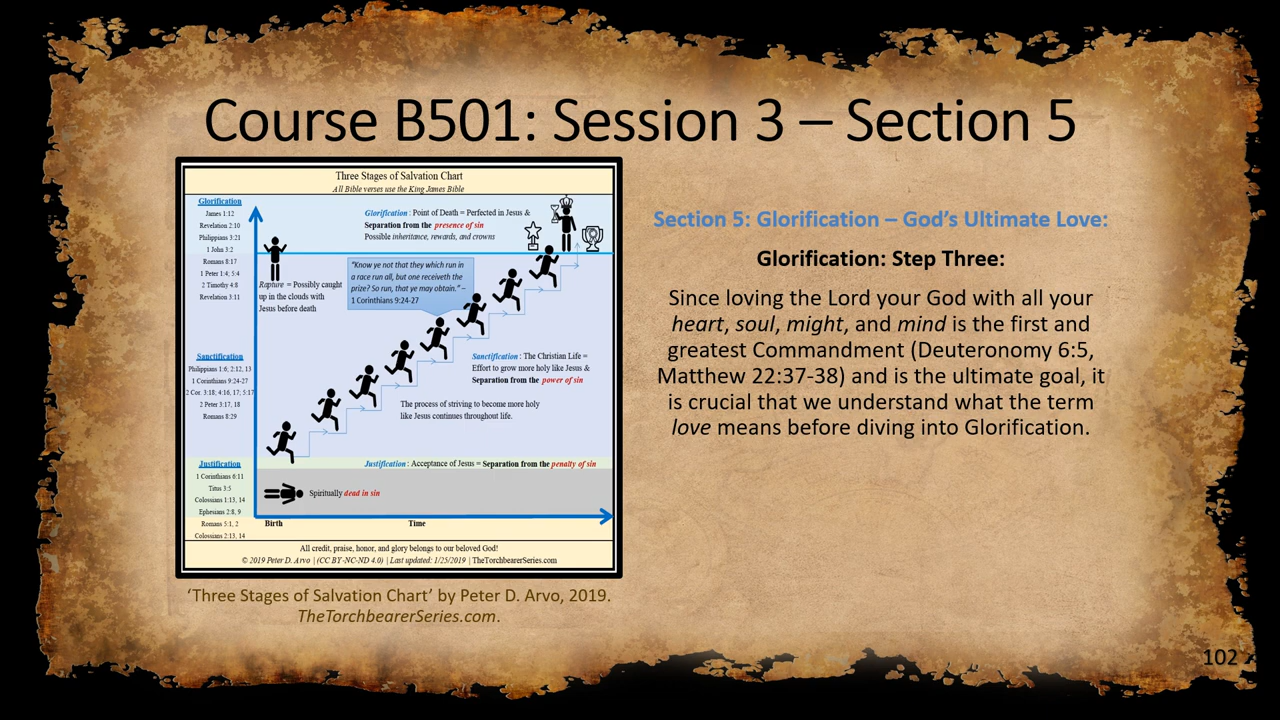 Course B501: Session 3 – Section 5
Three Stages of Salvation Chart
All Bible verses use the King James Bible
Glorification
James 1:12
Revelation 2:10
Philippians 3:21
1 John 3:2
Romans 8:17
1 Peter 1:4; 5:4
2 Timothy 4:8
Revelation 3:11
Sanctification
Philippians 1:6; 2:12, 13
1 Corinthians 9:24-27
2 Cor. 3:18; 4:16, 17; 5:17
2 Peter 3:17, 18
Romans 8:29
Justification
1 Corinthians 6:11
Titus 3:5
Colossians 1:13, 14
Ephesians 2:8, 9
Romans 5:1, 2
Colossians 2:13, 14
Glorification: Point of Death = Perfected in Jesus &
Separation from the presence of sin
Possible inheritance, rewards, and crowns
Rapture = Possibly caught
up in the clouds with
Jesus before death
“Know ye not that they which run in
a race run all, but one receiveth the
prize? So run, that ye may obtain.” –
1 Corinthians 9:24-27
Sanctification: The Christian Life =
Effort to grow more holy like Jesus &
Separation from the power of sin
The process of striving to become more holy
like Jesus continues throughout life.
Justification: Acceptance of Jesus = Separation from the penalty of sin
Spiritually dead in sin
Birth
Time
All credit, praise, honor, and glory belongs to our beloved God!
© 2019 Peter D. Arvo | (CC BY-NC-ND 4.0) | Last updated: 1/25/2019 | TheTorchbearerSeries.com
‘Three Stages of Salvation Chart’ by Peter D. Arvo, 2019.
TheTorchbearerSeries.com.
Section 5: Glorification – God’s Ultimate Love:
Glorification: Step Three:
Since loving the Lord your God with all your
heart, soul, might, and mind is the first and
greatest Commandment (Deuteronomy 6:5,
Matthew 22:37-38) and is the ultimate goal, it
is crucial that we understand what the term
love means before diving into Glorification.
102